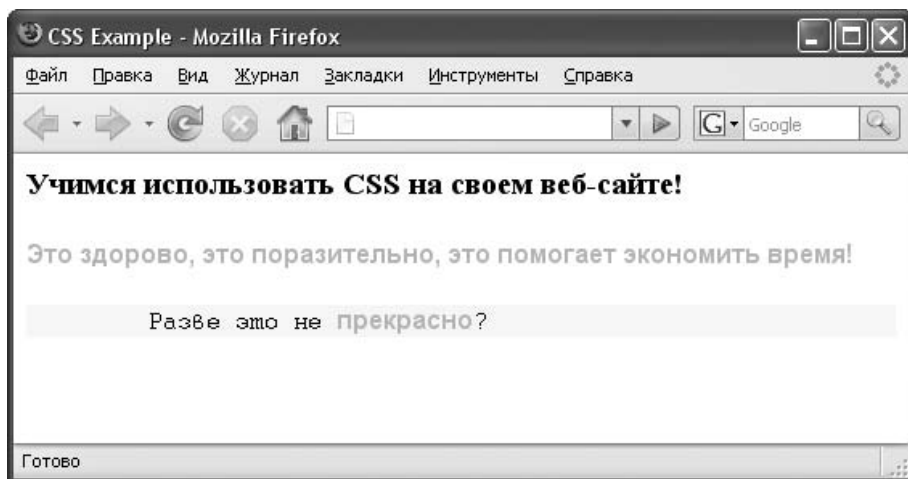 CSS Example - Mozilla Firefox
Файл Правка Вид Журнал Закладки Инструменты Справка
G Google
Учимся использовать CSS на своем веб-сайте!
Это здорово, это поразительно, это помогает экономить время!
Разве это не прекрасно?
Готово